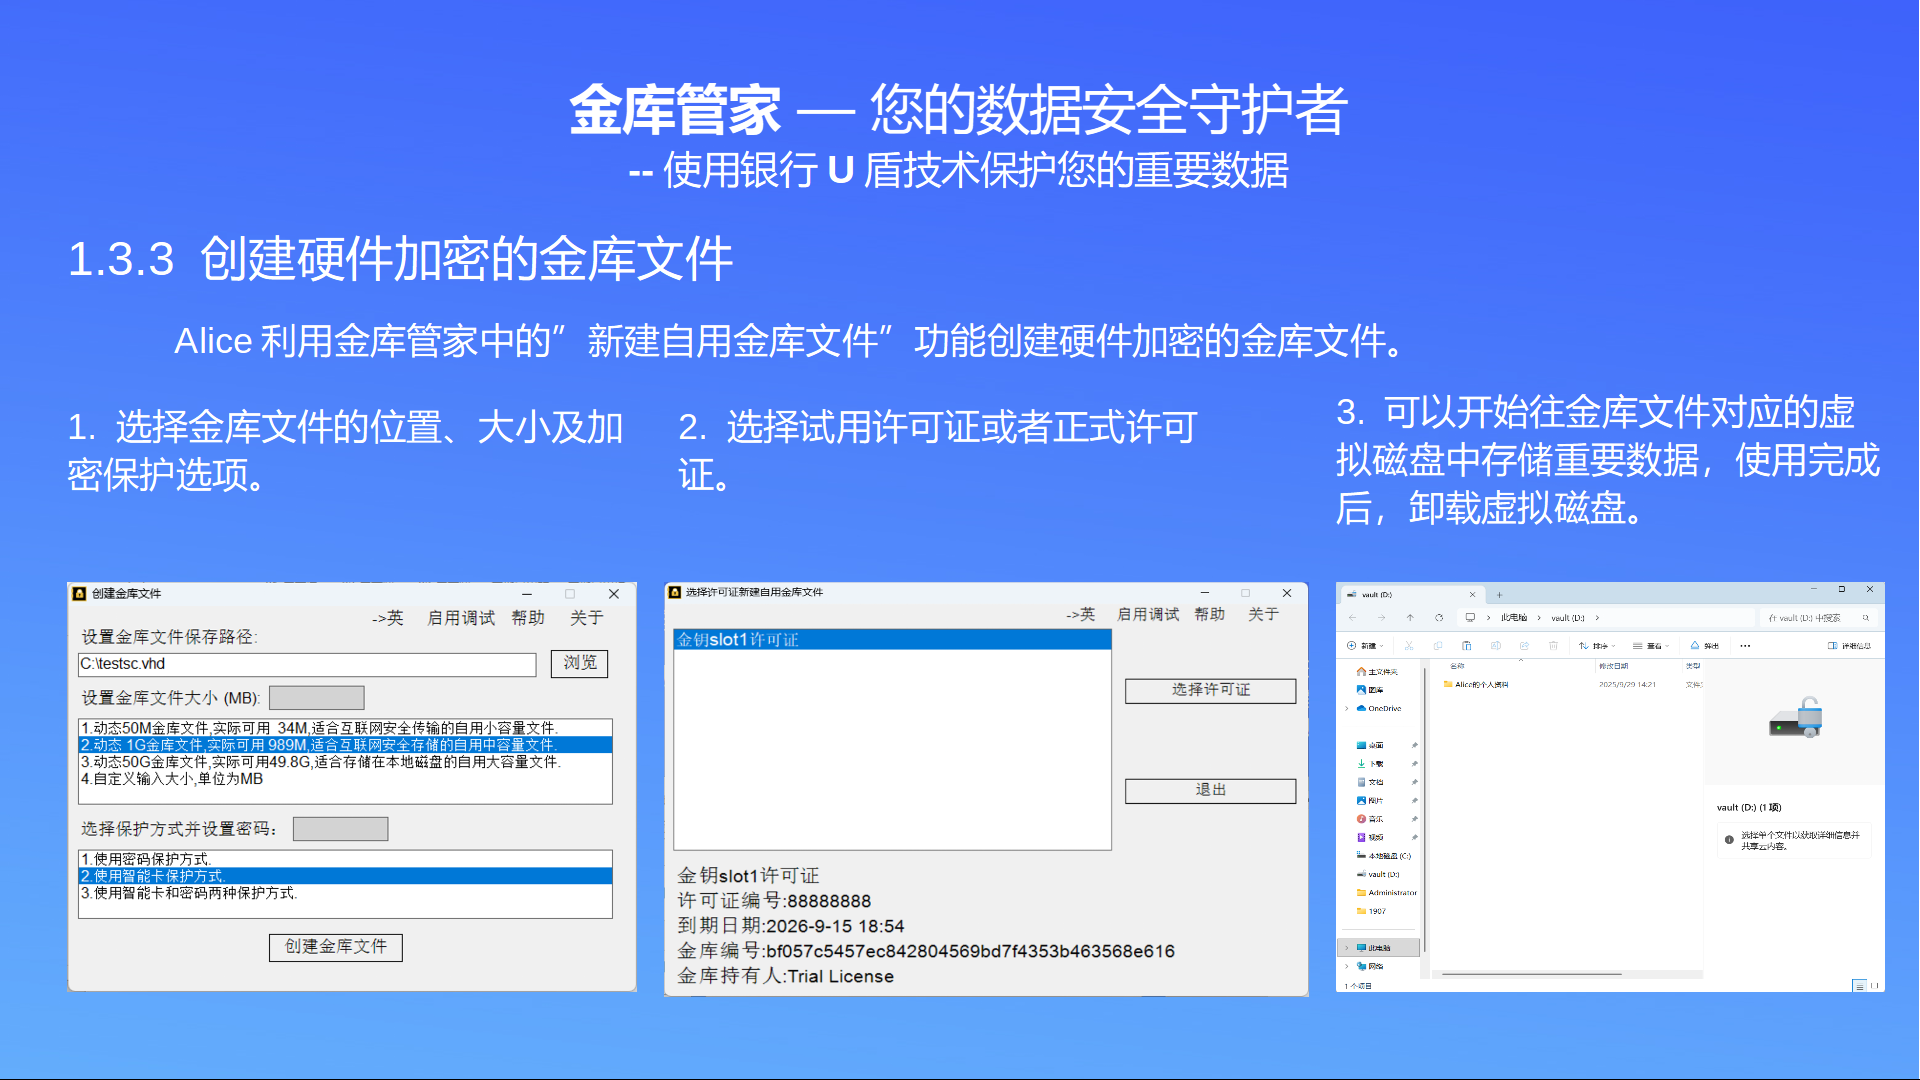 金库管家 — 您的数据安全守护者
-- 使用银行 U 盾技术保护您的重要数据
1.3.3 创建硬件加密的金库文件
Alice 利用金库管家中的”新建自用金库文件”功能创建硬件加密的金库文件。
1. 选择金库文件的位置、大小及加
密保护选项。
2. 选择试用许可证或者正式许可
证。
3. 可以开始往金库文件对应的虚
拟磁盘中存储重要数据，使用完成
后，卸载虚拟磁盘。
创建金库文件
->英 启用调试 帮助 关于
设置金库文件保存路径:
C:\testsc.vhd
浏览
设置金库文件大小 (MB):
1.动态50M金库文件,实际可用 34M,适合互联网安全传输的自用小容量文件.
2.动态 1G金库文件,实际可用 989M,适合互联网安全存储的自用中容量文件.
3.动态50G金库文件,实际可用49.8G,适合存储在本地磁盘的自用大容量文件.
4.自定义输入大小,单位为MB
选择保护方式并设置密码：
1.使用密码保护方式.
2.使用智能卡保护方式.
3.使用智能卡和密码两种保护方式.
创建金库文件
选择许可证新建自用金库文件
->英 启用调试 帮助 关于
金钥slot1许可证
选择许可证
退出
金钥slot1许可证
许可证编号:88888888
到期日期:2026-9-15 18:54
金库编号:bf057c5457ec842804569bd7f4353b463568e616
金库持有人:Trial License
vault (D:)
此电脑 vault (D:)
在 vault (D:) 中搜索
新建 排序 查看 弹出 ··· 详细信息
名称 修改日期 类型
Alice的个人资料 2025/9/29 14:21 文件
主文件夹
图库
OneDrive
桌面
下载
文档
图片
音乐
视频
本地磁盘 (C:)
vault (D:)
Administrator
1907
此电脑
网络
vault (D:) (1 项)
选择单个文件以获取详细信息并
共享云内容。
1 个项目